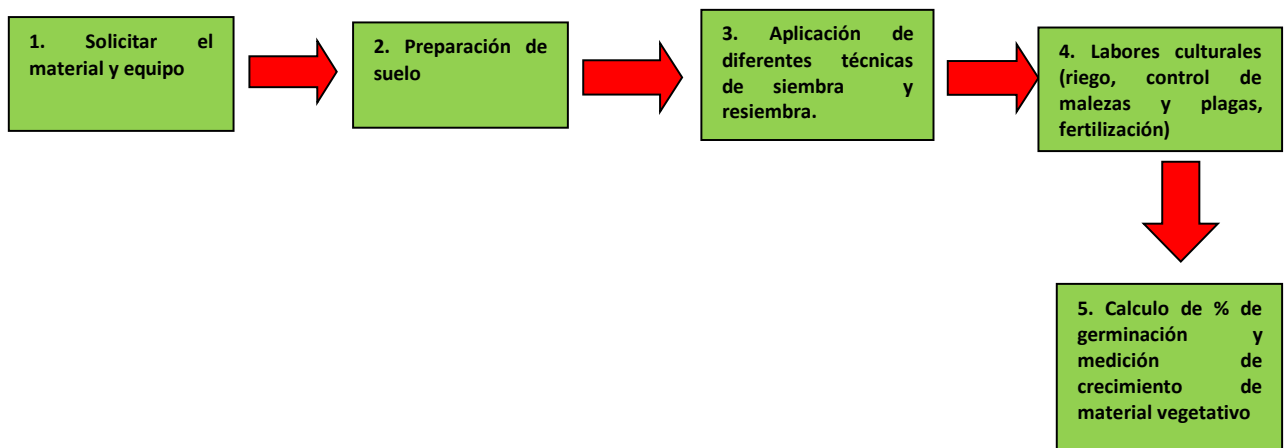 1. Solicitar el
material y equipo
2. Preparación de
suelo
3. Aplicación de
diferentes técnicas
de siembra y
resiembra.
4. Labores culturales
(riego, control de
malezas y plagas,
fertilización)
5. Calculo de % de
germinación y
medición de
crecimiento de
material vegetativo